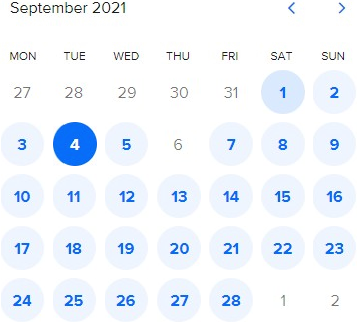 September 2021
MON TUE WED THU FRI SAT SUN
27 28 29 30 31 1 2
3 4 5 6 7 8 9
10 11 12 13 14 15 16
17 18 19 20 21 22 23
24 25 26 27 28 1 2